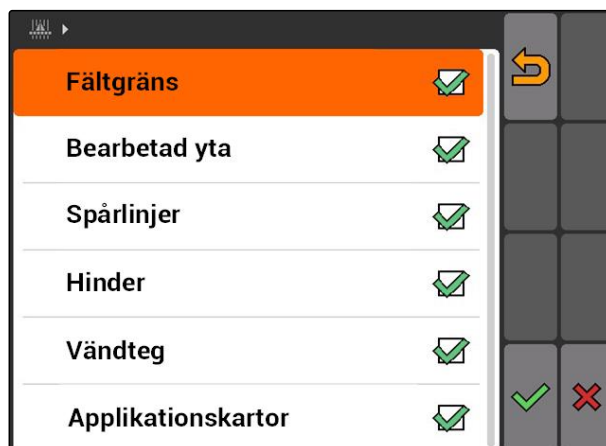 Fältgräns
Bearbetad yta
Spårlinjer
Hinder
Vändteg
Applikationskartor